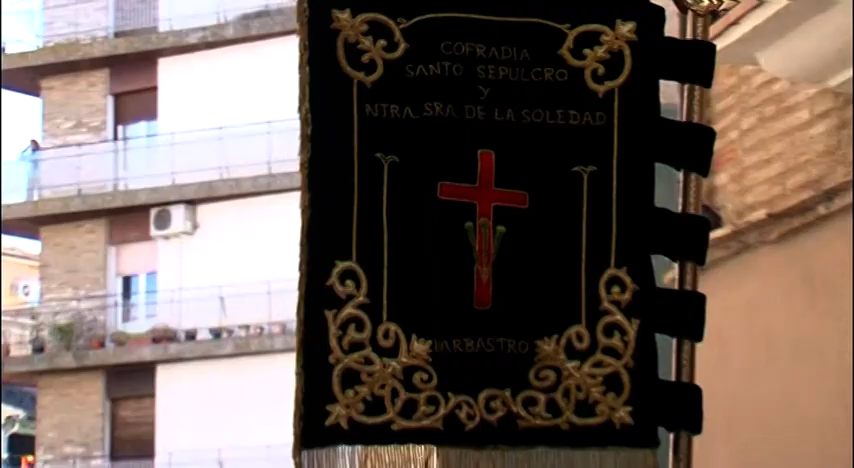 COFRADIA
SANTO SEPULCRO
y
NTRA SRA DE LA SOLEDAD
BARBASTRO